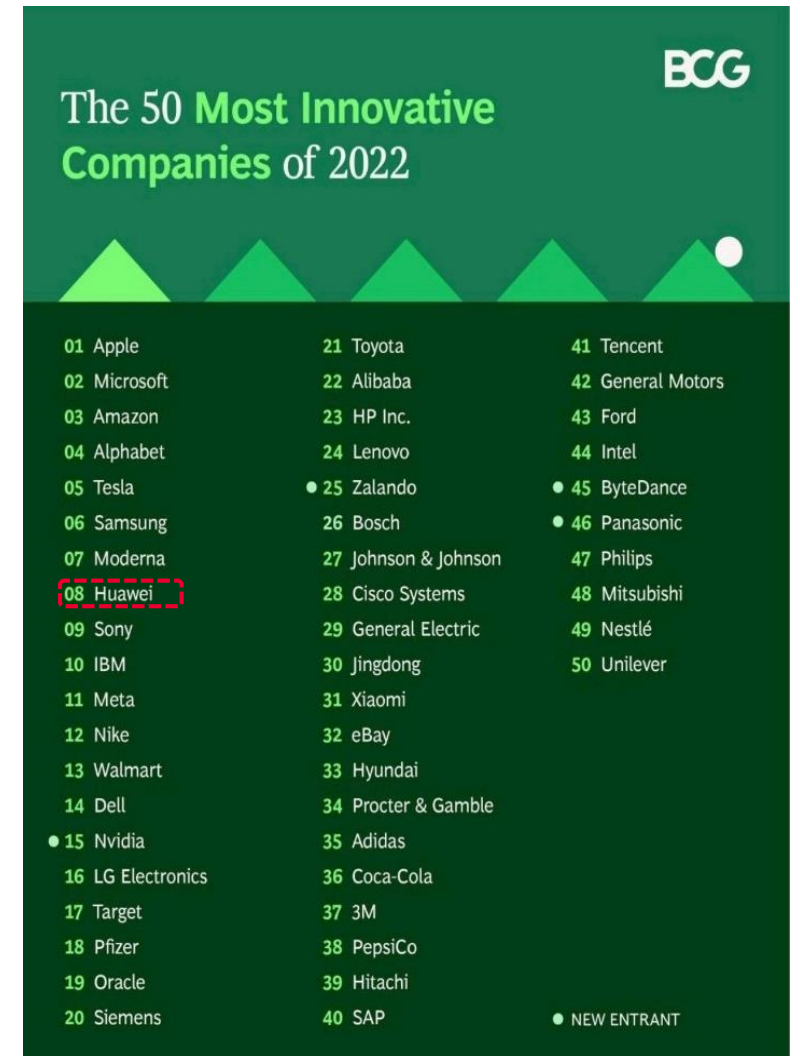 BCG
The 50 Most Innovative
Companies of 2022
01 Apple
02 Microsoft
03 Amazon
04 Alphabet
05 Tesla
06 Samsung
07 Moderna
08 Huawei
09 Sony
10 IBM
11 Meta
12 Nike
13 Walmart
14 Dell
15 Nvidia
16 LG Electronics
17 Target
18 Pfizer
19 Oracle
20 Siemens
21 Toyota
22 Alibaba
23 HP Inc.
24 Lenovo
25 Zalando
26 Bosch
27 Johnson & Johnson
28 Cisco Systems
29 General Electric
30 Jingdong
31 Xiaomi
32 eBay
33 Hyundai
34 Procter & Gamble
35 Adidas
36 Coca-Cola
37 3M
38 PepsiCo
39 Hitachi
40 SAP
41 Tencent
42 General Motors
43 Ford
44 Intel
45 ByteDance
46 Panasonic
47 Philips
48 Mitsubishi
49 Nestlé
50 Unilever
NEW ENTRANT